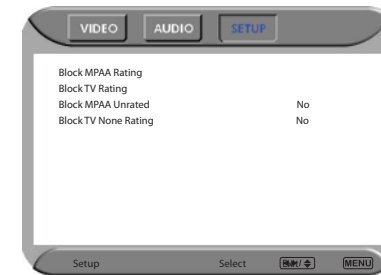 VIDEO AUDIO SETUP
Block MPAA Rating
Block TV Rating
Block MPAA Unrated No
Block TV None Rating No
Setup Select MENU